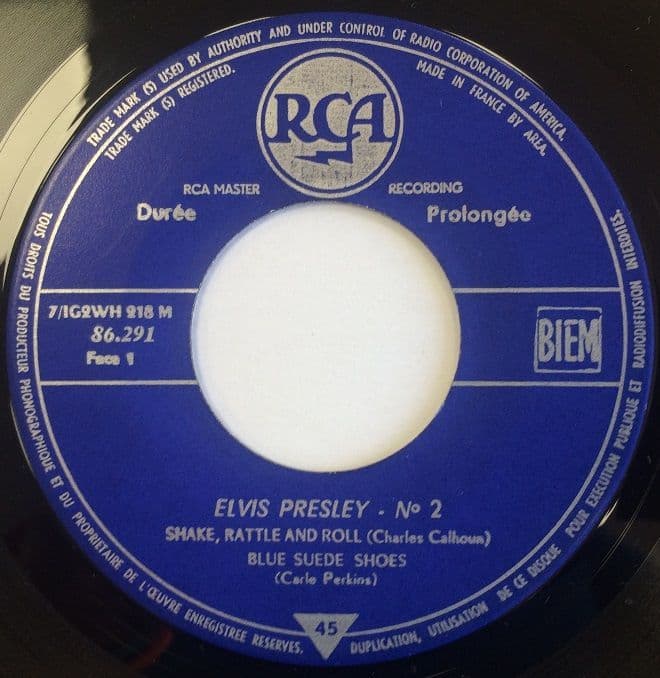 TRADE MARK (S) USED BY AUTHORITY AND UNDER CONTROL OF RADIO CORPORATION OF AMERICA.
TRADE MARK (S) REGISTERED.
MADE IN FRANCE BY AREA.
RCA
RCA MASTER RECORDING
Durée Prolongée
7/1G2WH 218 M
86.291
Face 1
BIEM
ELVIS PRESLEY - No 2
SHAKE, RATTLE AND ROLL (Charles Calhoun)
BLUE SUEDE SHOES
(Carle Perkins)
45
TOUS DROITS DU PRODUCTEUR PHONOGRAPHIQUE ET DU PROPRIETAIRE DE L'ŒUVRE ENREGISTREE RESERVES.
DUPLICATION, UTILISATION DE CE DISQUE POUR EXECUTION PUBLIQUE ET RADIODIFFUSION INTERDITES.